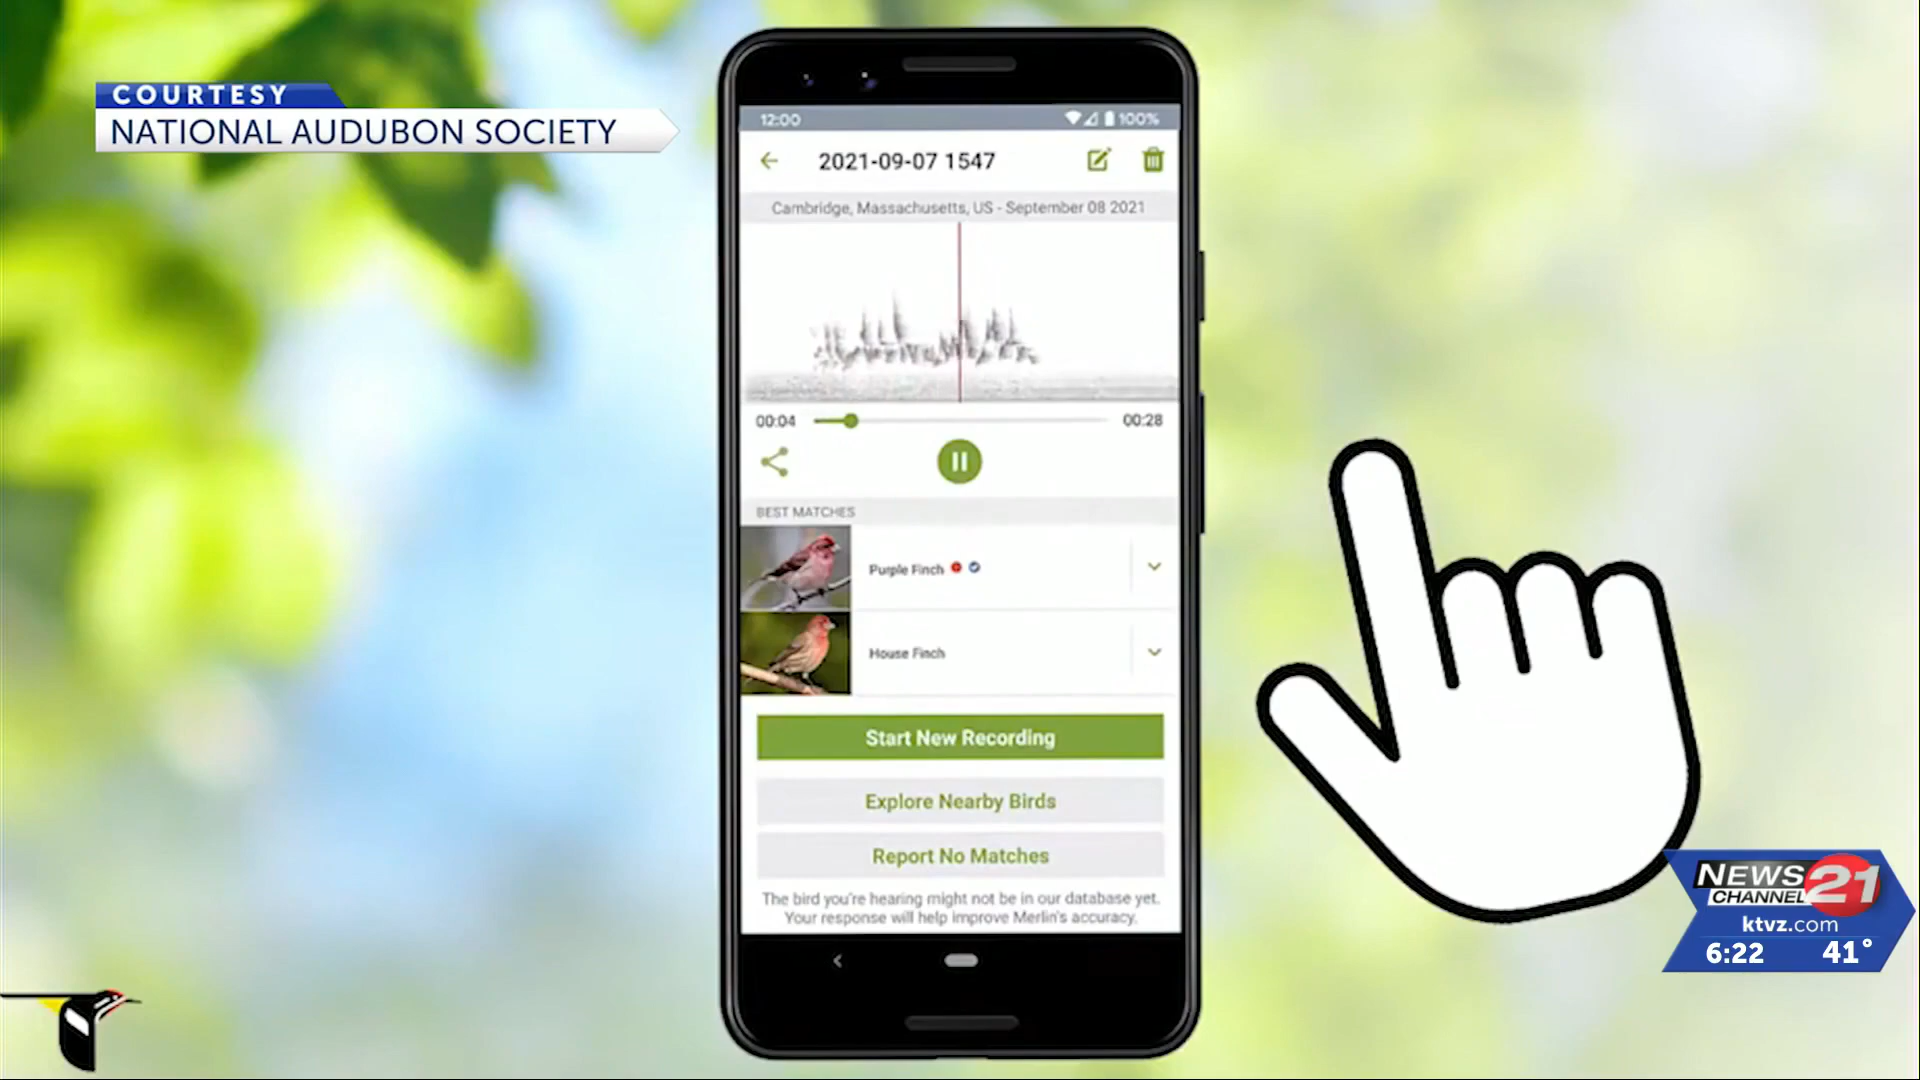 COURTESY
NATIONAL AUDUBON SOCIETY
12:00
100%
2021-09-07 1547
Cambridge, Massachusetts, US - September 08 2021
00:04
00:28
BEST MATCHES
Purple Finch
House Finch
Start New Recording
Explore Nearby Birds
Report No Matches
The bird you're hearing might not be in our database yet.
Your response will help improve Merlin's accuracy.
NEWS
CHANNEL 21
ktvz.com
6:22 41°